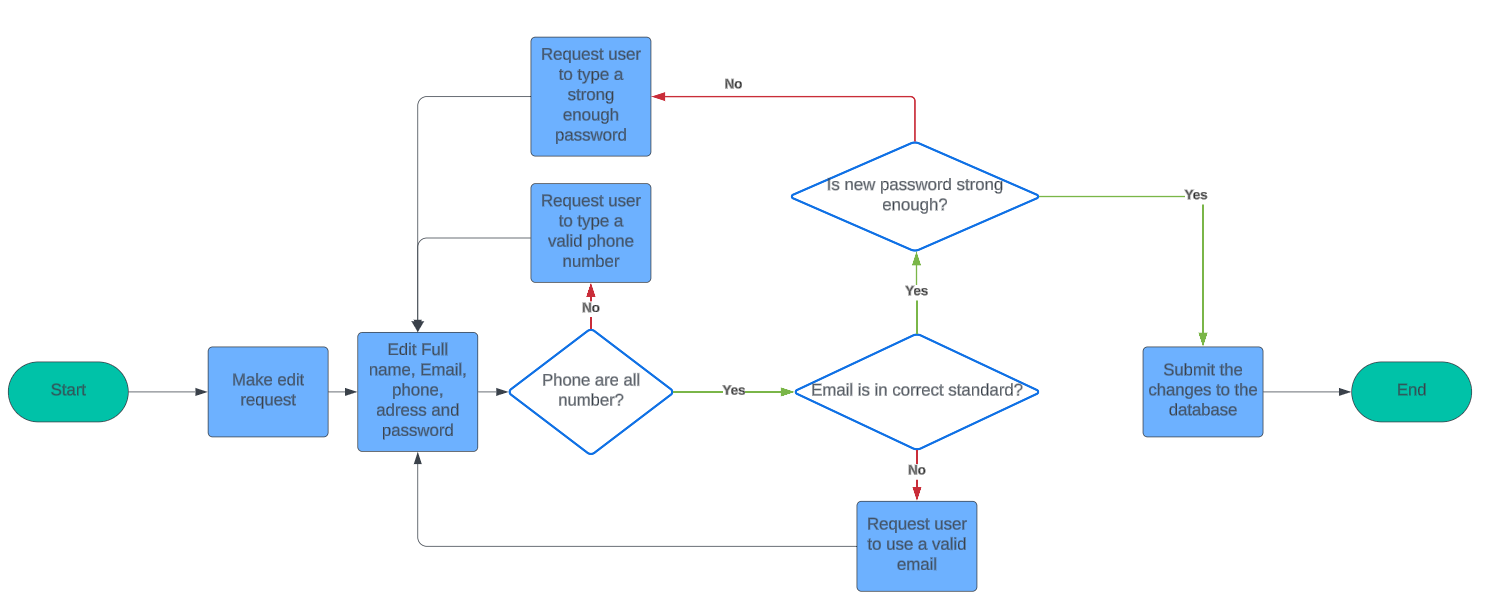 Request user
to type a
strong
enough
password
No
Is new password strong
enough?
Yes
Request user
to type a
valid phone
number
No
Yes
Start
Make edit
request
Edit Full
name, Email,
phone,
adress and
password
Phone are all
number?
Yes
Email is in correct standard?
Submit the
changes to the
database
End
No
Request user
to use a valid
email